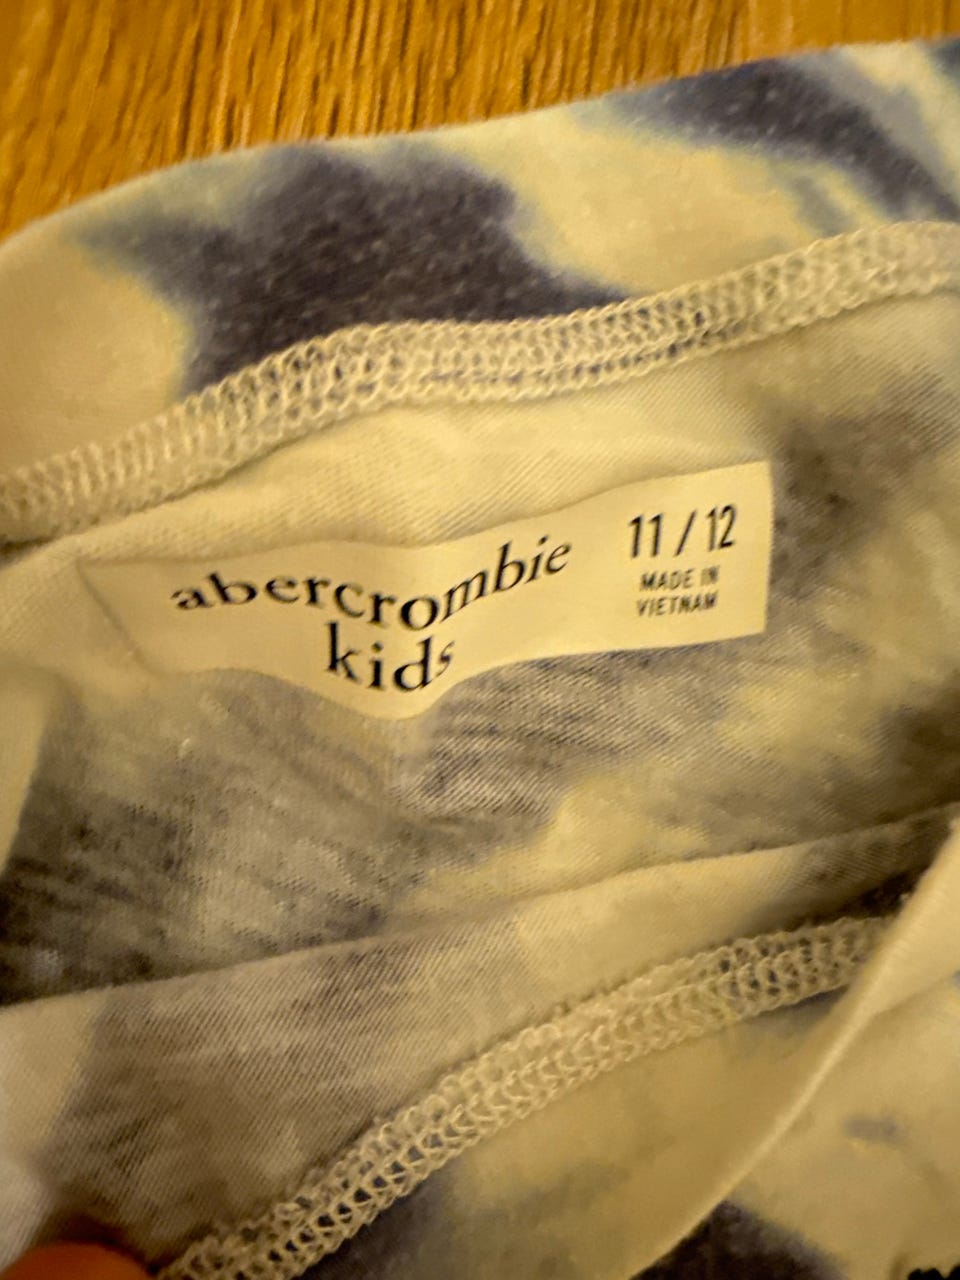 abercrombie
kids
11 / 12
MADE IN
VIETNAM